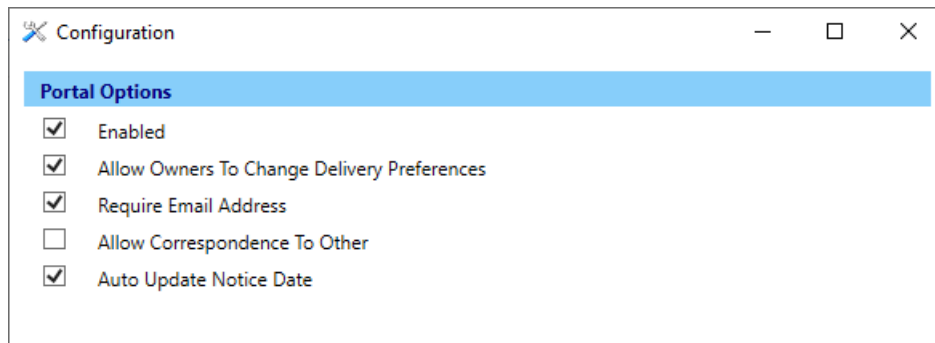 Configuration
Portal Options
Enabled
Allow Owners To Change Delivery Preferences
Require Email Address
Allow Correspondence To Other
Auto Update Notice Date